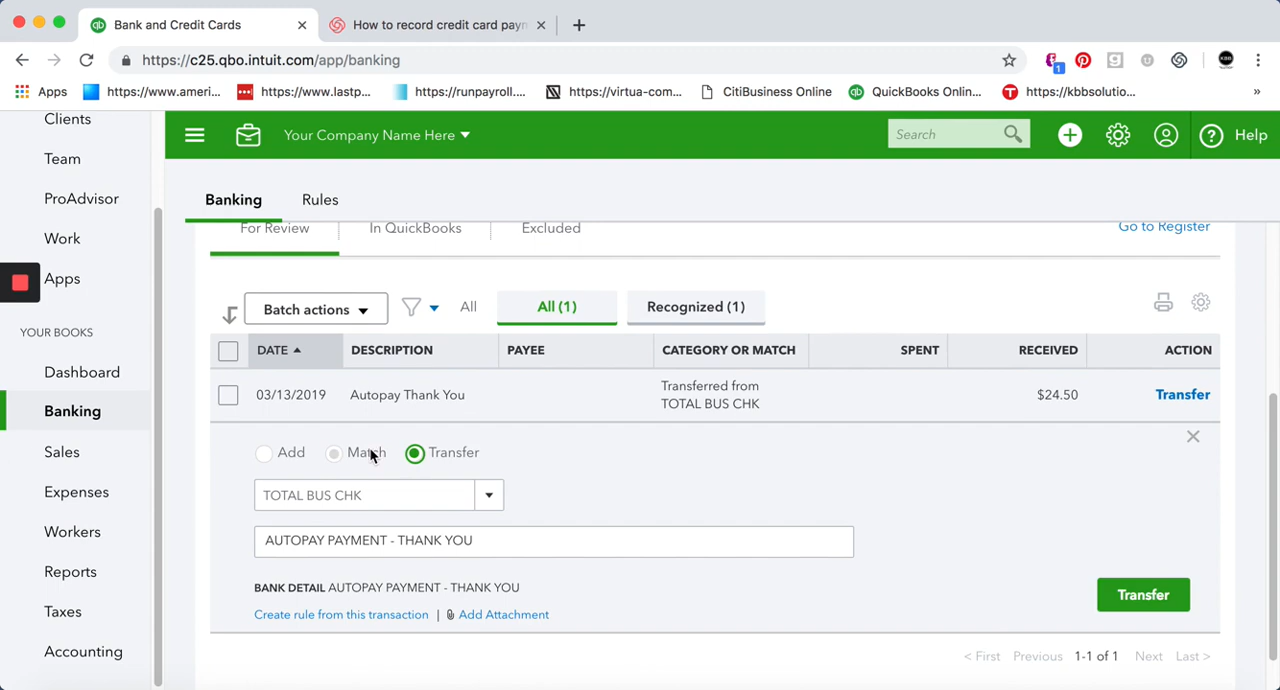 Bank and Credit Cards
How to record credit card paym
https://c25.qbo.intuit.com/app/banking
1
Apps
https://www.ameri...
https://www.lastp...
https://runpayroll....
https://virtua-com...
CitiBusiness Online
QuickBooks Onlin...
https://kbbsolutio...
»
Clients
Team
ProAdvisor
Work
Apps
YOUR BOOKS
Dashboard
Banking
Sales
Expenses
Workers
Reports
Taxes
Accounting
Your Company Name Here
Search
Help
Banking
Rules
For Review
In QuickBooks
Excluded
Go to Register
Batch actions
All
All (1)
Recognized (1)
DATE
DESCRIPTION
PAYEE
CATEGORY OR MATCH
SPENT
RECEIVED
ACTION
03/13/2019
Autopay Thank You
Transferred from
TOTAL BUS CHK
$24.50
Transfer
Add
Match
Transfer
TOTAL BUS CHK
AUTOPAY PAYMENT - THANK YOU
BANK DETAIL AUTOPAY PAYMENT - THANK YOU
Create rule from this transaction | Add Attachment
Transfer
< First Previous 1-1 of 1 Next Last >